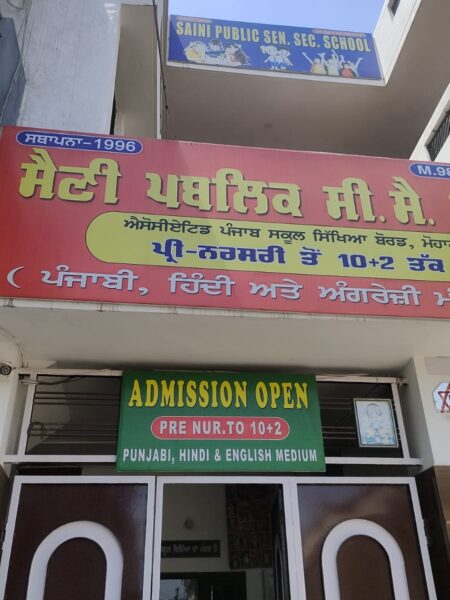 SAINI PUBLIC SEN. SEC. SCHOOL
ਸਥਾਪਨਾ-1996
M.98
ਸੈਣੀ ਪਬਲਿਕ ਸੀ. ਸੈ.
ਐਸੋਸੀਏਟਿਡ ਪੰਜਾਬ ਸਕੂਲ ਸਿੱਖਿਆ ਬੋਰਡ, ਮੋਹਾ
ਪ੍ਰੀ-ਨਰਸਰੀ ਤੋਂ 10+2 ਤੱਕ
( ਪੰਜਾਬੀ, ਹਿੰਦੀ ਅਤੇ ਅੰਗਰੇਜ਼ੀ ਮੀ
ADMISSION OPEN
PRE NUR.TO 10+2
PUNJABI, HINDI & ENGLISH MEDIUM